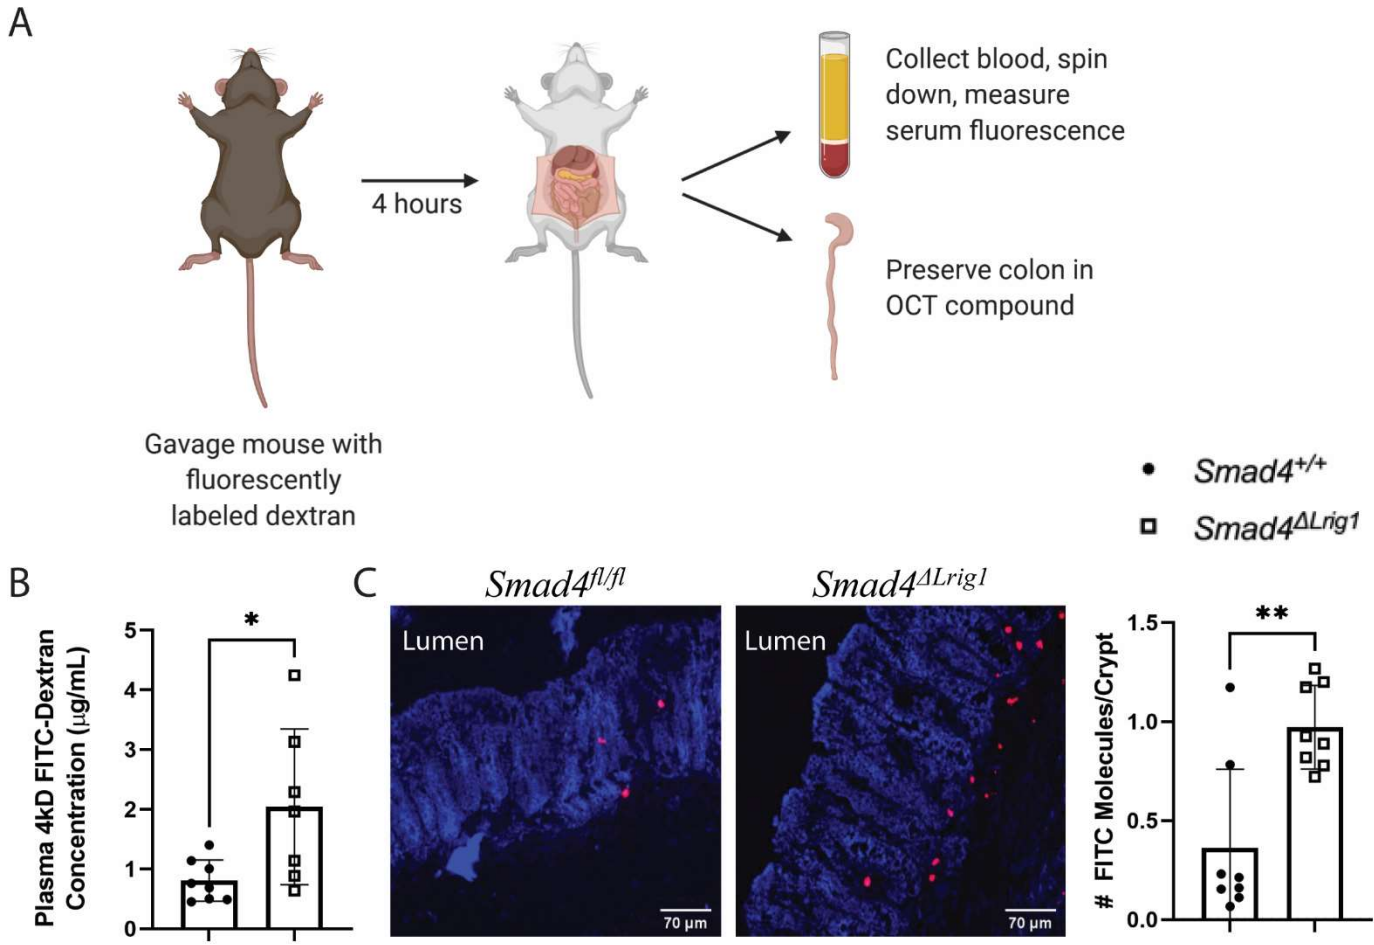 A
Collect blood, spin
down, measure
serum fluorescence
4 hours
Preserve colon in
OCT compound
Gavage mouse with
fluorescently
labeled dextran
Smad4+/+
Smad4ΔLrig1
B
Plasma 4kD FITC-Dextran
Concentration (μg/mL)
5
4
3
2
1
0
*
C
Smad4fl/fl
Smad4ΔLrig1
Lumen
70 μm
Lumen
70 μm
# FITC Molecules/Crypt
1.5
1.0
0.5
0.0
**